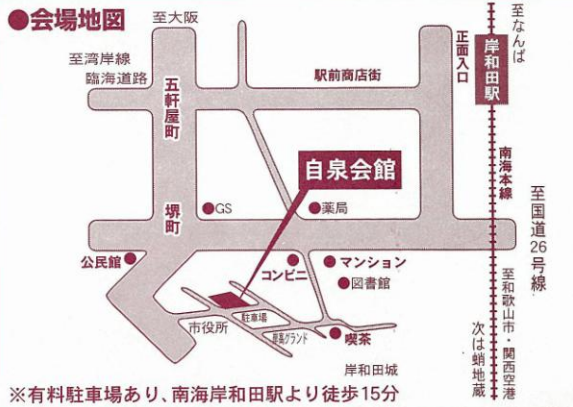 ●会場地図
至大阪
至なんば
至湾岸線
臨海道路
駅前商店街
正面入口
岸和田駅
五軒屋町
南海本線
自泉会館
堺町
●GS
●薬局
至国道26号線
公民館●
コンビニ
●マンション
●図書館
至和歌山市・関西空港
次は蛸地蔵
市役所
駐車場
グランド
●喫茶
岸和田城
※有料駐車場あり、南海岸和田駅より徒歩15分